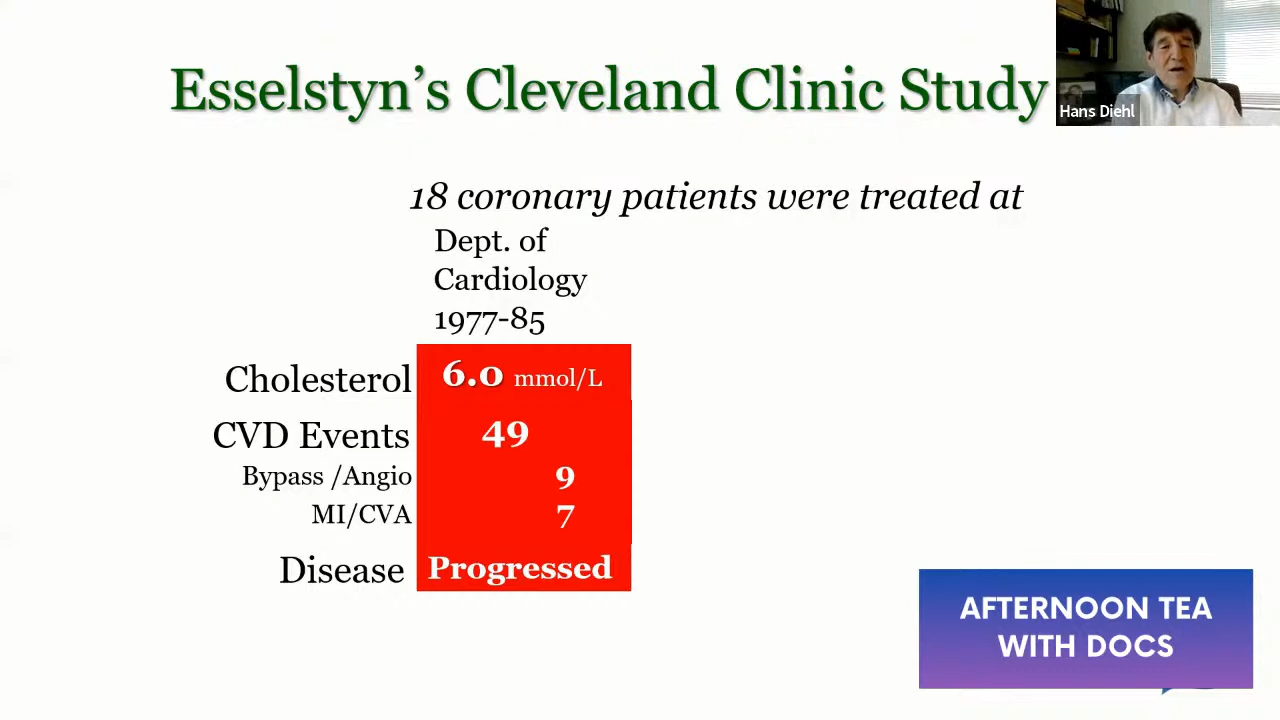 Esselstyn's Cleveland Clinic Study
Hans Diehl
18 coronary patients were treated at
Dept. of
Cardiology
1977-85
Cholesterol 6.0 mmol/L
CVD Events 49
Bypass /Angio 9
MI/CVA 7
Disease Progressed
AFTERNOON TEA
WITH DOCS